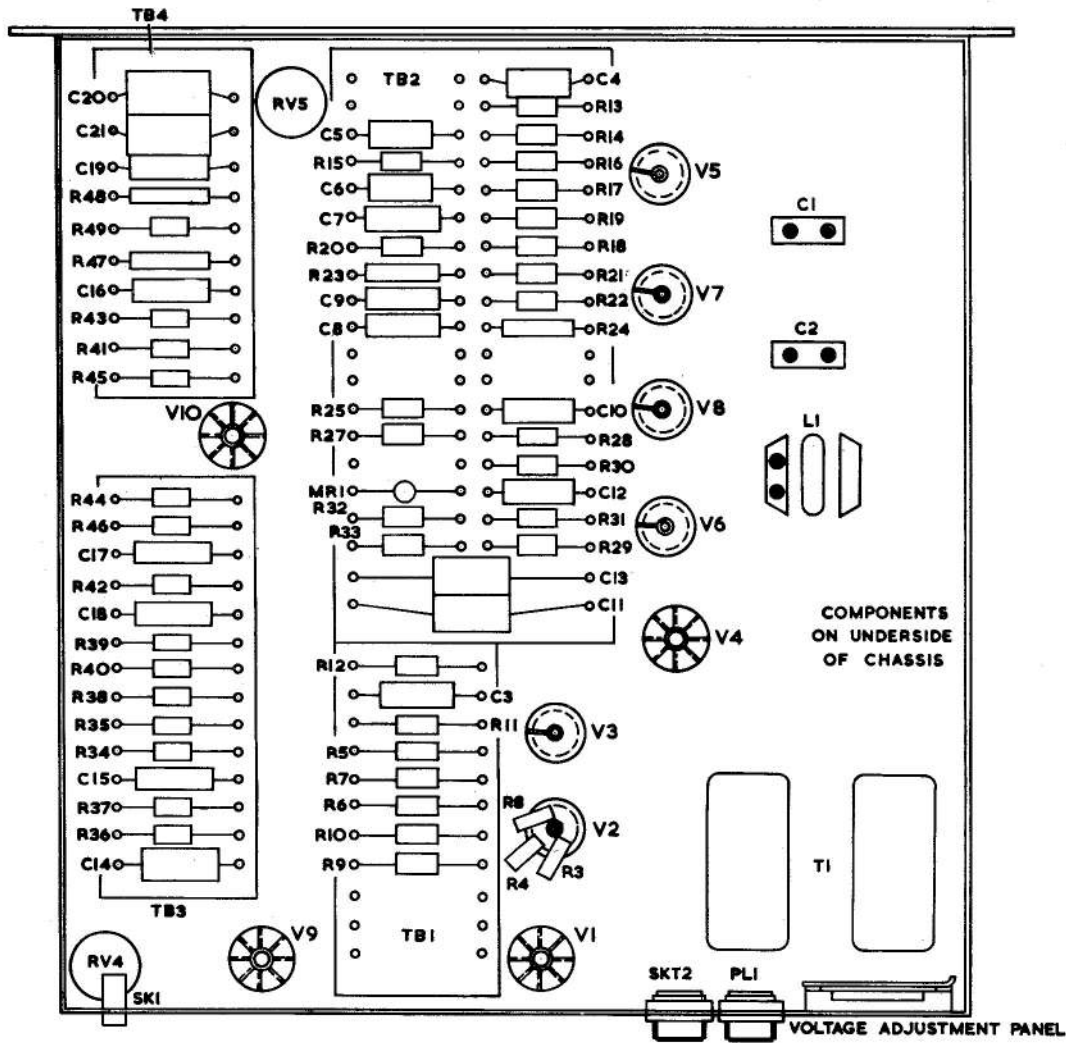 TB4
C20
C21
C19
R48
R49
R47
C16
R43
R41
R45
V10
RV5
TB2
C5
R15
C6
C7
R20
R23
C9
C8
R25
R27
MR1
R32
R33
C4
R13
R14
R16
R17
R19
R18
R21
R22
R24
C10
R28
R30
C12
R31
R29
C13
C11
V5
V7
V8
V6
V4
C1
C2
L1
COMPONENTS
ON UNDERSIDE
OF CHASSIS
R44
R46
C17
R42
C18
R39
R40
R38
R35
R34
C15
R37
R36
C14
TB3
R12
C3
R11
R5
R7
R6
R10
R9
TB1
V3
R8
V2
R4
R3
T1
V9
V1
RV4
SK1
SKT2
PL1
VOLTAGE ADJUSTMENT PANEL